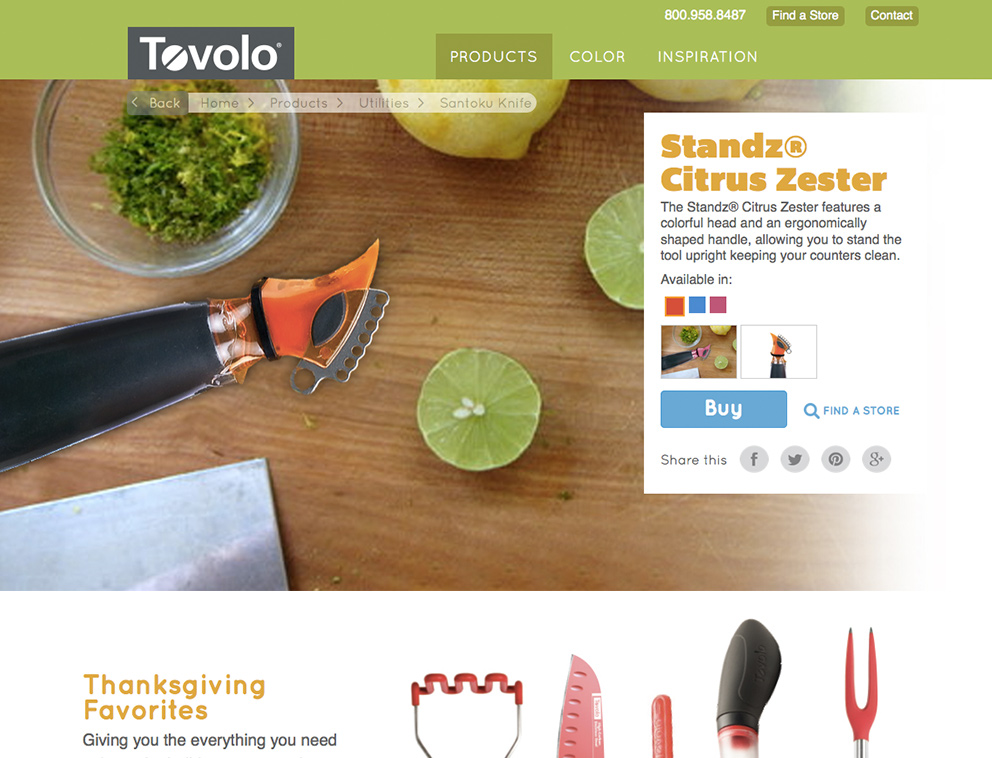 800.958.8487 Find a Store Contact
Tovolo®
PRODUCTS COLOR INSPIRATION
Back Home Products Utilities Santoku Knife
Standz®
Citrus Zester
The Standz® Citrus Zester features a
colorful head and an ergonomically
shaped handle, allowing you to stand the
tool upright keeping your counters clean.
Available in:
Buy FIND A STORE
Share this
Thanksgiving
Favorites
Giving you the everything you need